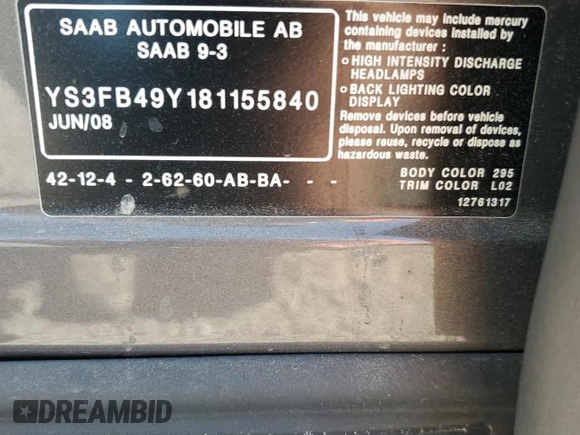 SAAB AUTOMOBILE AB
SAAB 9-3
YS3FB49Y181155840
JUN/08
42-12-4 - 2-62-60-AB-BA- - -
This vehicle may include mercury
containing devices installed by
the manufacturer :
o HIGH INTENSITY DISCHARGE
HEADLAMPS
o BACK LIGHTING COLOR
DISPLAY
Remove devices before vehicle
disposal. Upon removal of devices,
please reuse, recycle or dispose as
hazardous waste.
BODY COLOR 295
TRIM COLOR L02
12761317
DREAMBID